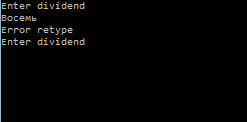 Enter dividend
Восемь
Error retype
Enter dividend